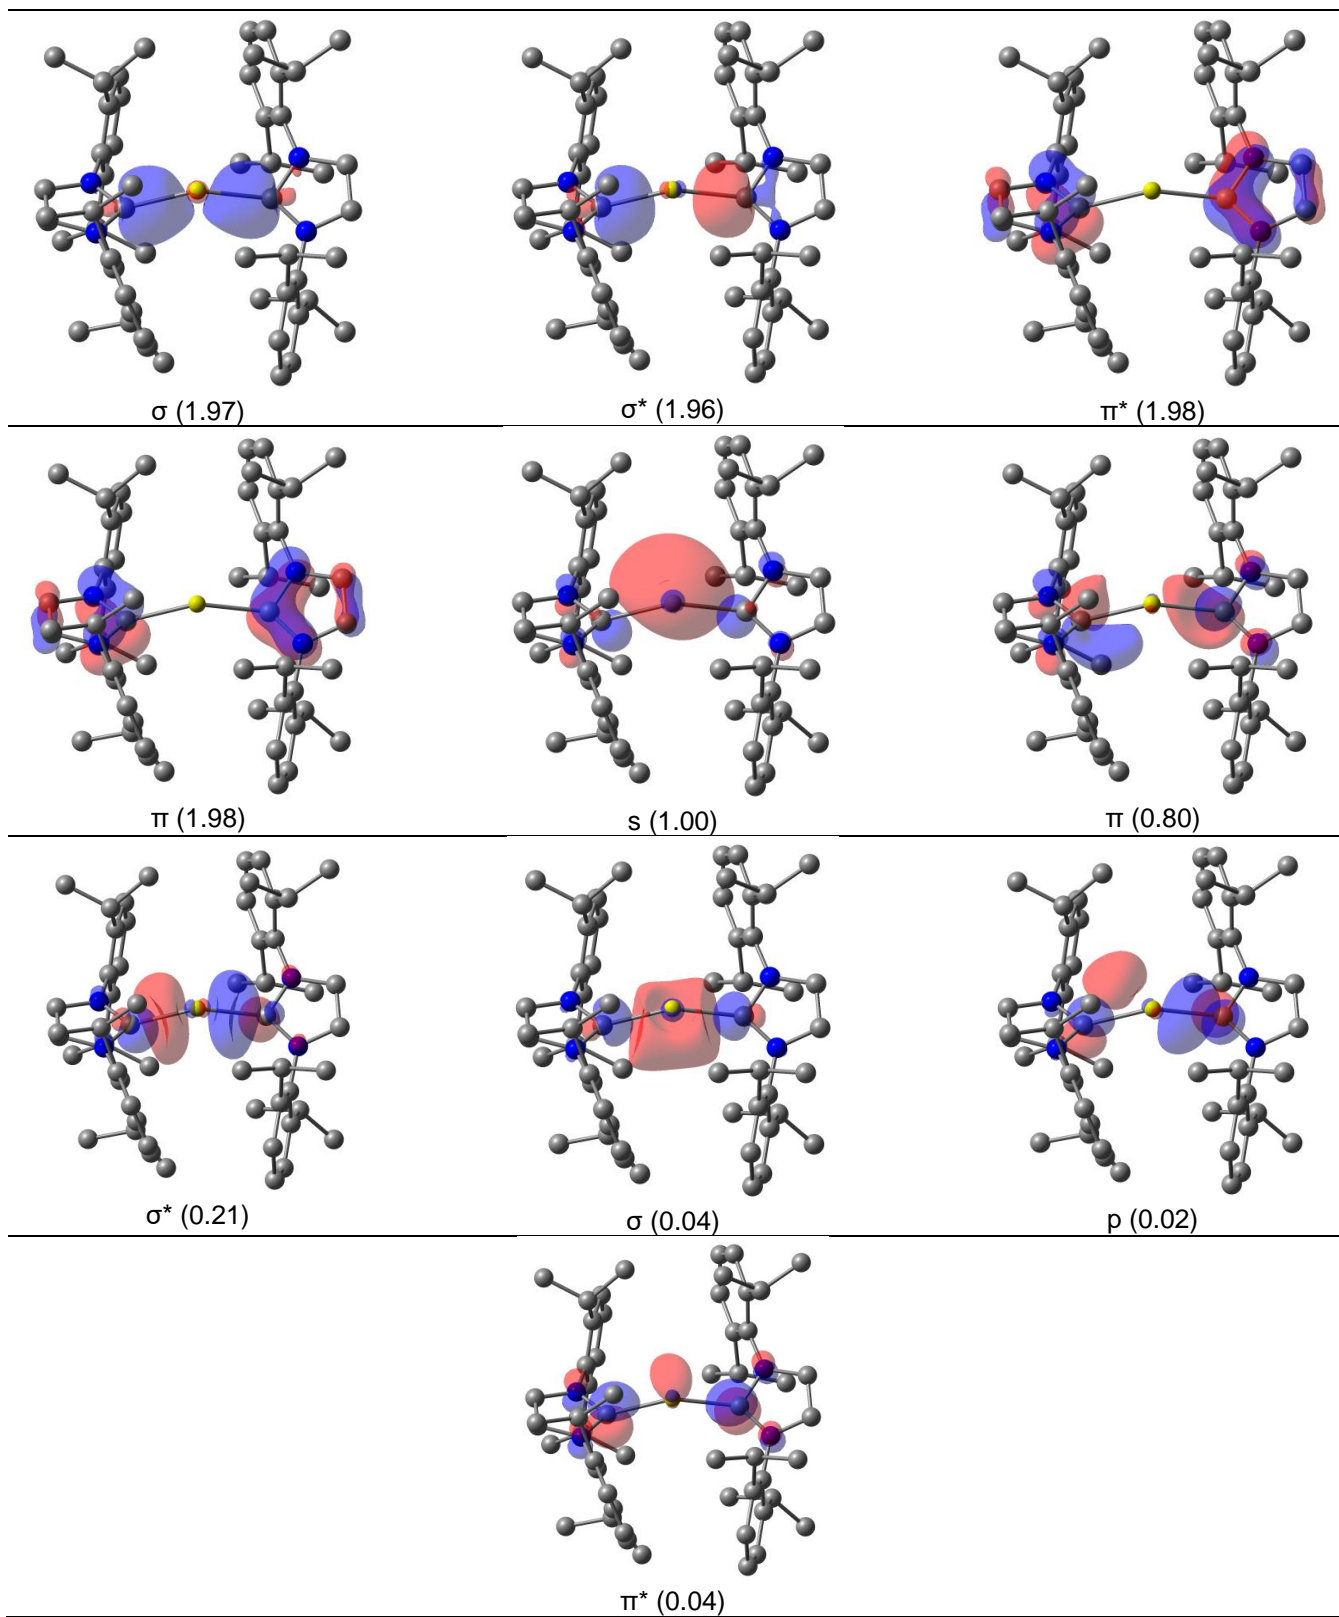 σ (1.97)
σ* (1.96)
π* (1.98)
π (1.98)
s (1.00)
π (0.80)
σ* (0.21)
σ (0.04)
p (0.02)
π* (0.04)